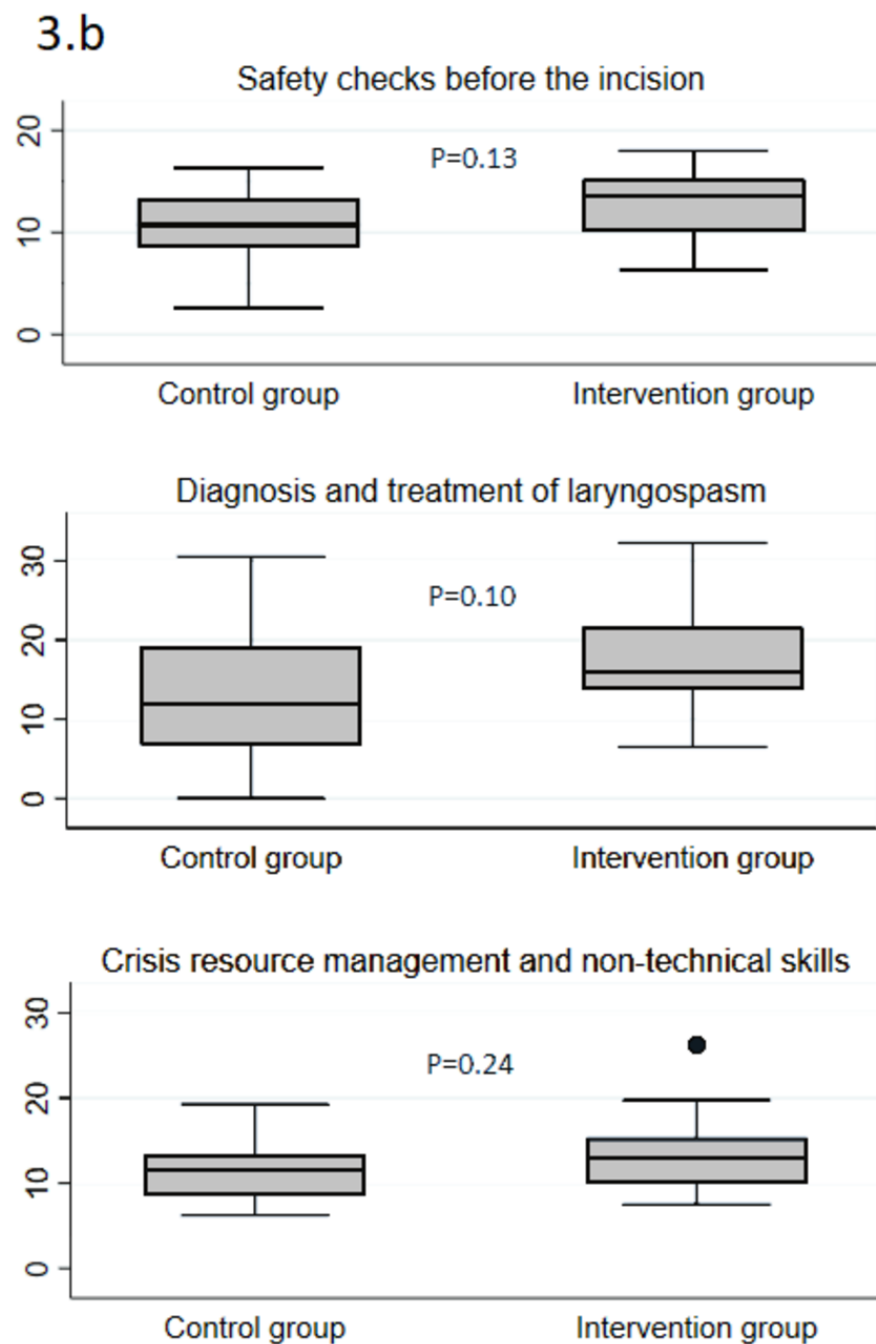 3.b
Safety checks before the incision
20
P=0.13
10
0
Control group Intervention group
Diagnosis and treatment of laryngospasm
30
P=0.10
20
10
0
Control group Intervention group
Crisis resource management and non-technical skills
30
P=0.24
20
10
0
Control group Intervention group